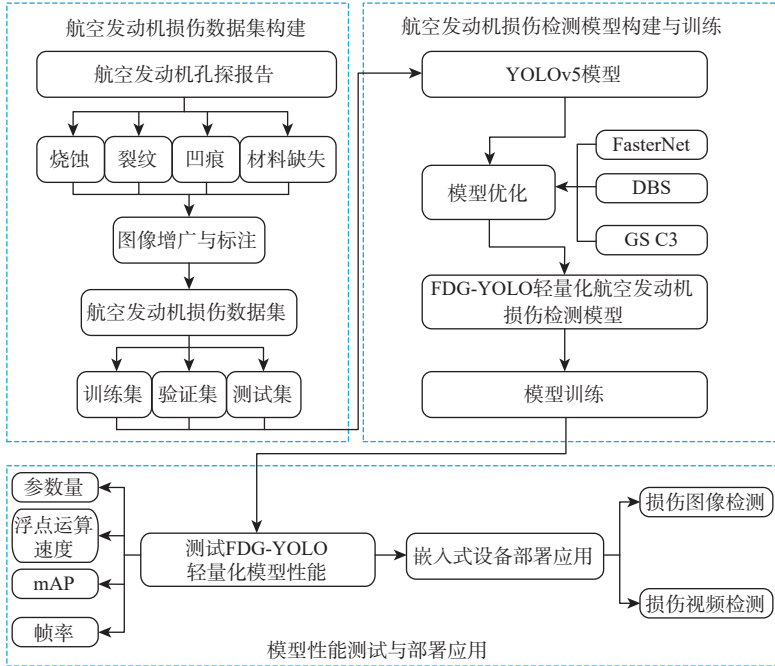 航空发动机损伤数据集构建
航空发动机孔探报告
烧蚀
裂纹
凹痕
材料缺失
图像增广与标注
航空发动机损伤数据集
训练集
验证集
测试集
航空发动机损伤检测模型构建与训练
YOLOv5模型
模型优化
FasterNet
DBS
GS C3
FDG-YOLO轻量化航空发动机
损伤检测模型
模型训练
参数量
浮点运算
速度
mAP
帧率
测试FDG-YOLO
轻量化模型性能
嵌入式设备部署应用
损伤图像检测
损伤视频检测
模型性能测试与部署应用